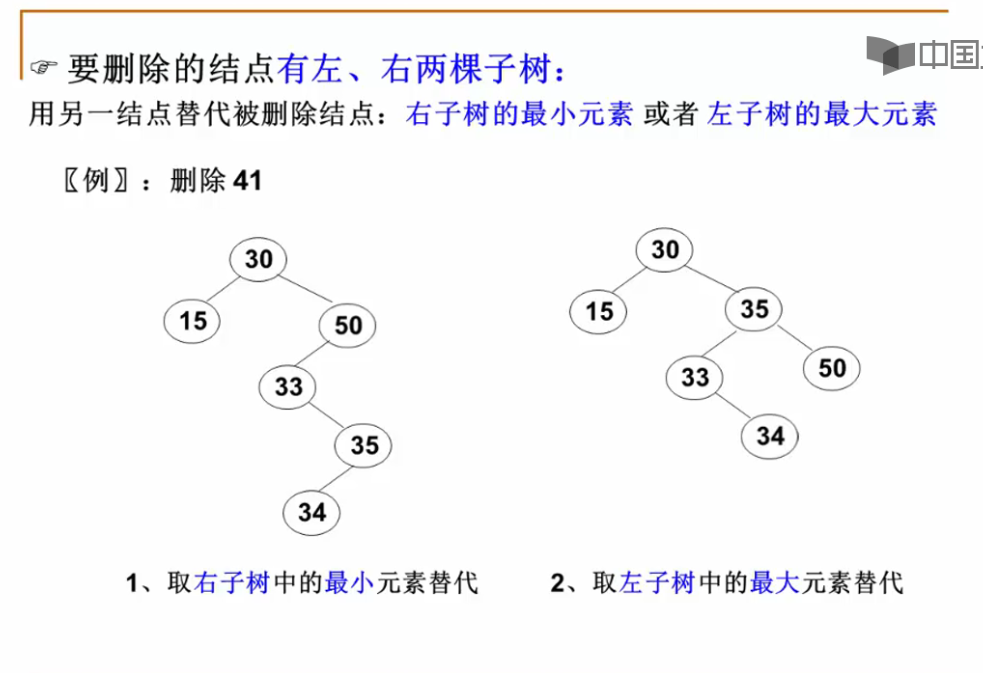 中国
☞ 要删除的结点有左、右两棵子树：
用另一结点替代被删除结点：右子树的最小元素 或者 左子树的最大元素
〖例〗：删除 41
30
15
50
33
35
34
30
15
35
33
50
34
1、取右子树中的最小元素替代
2、取左子树中的最大元素替代